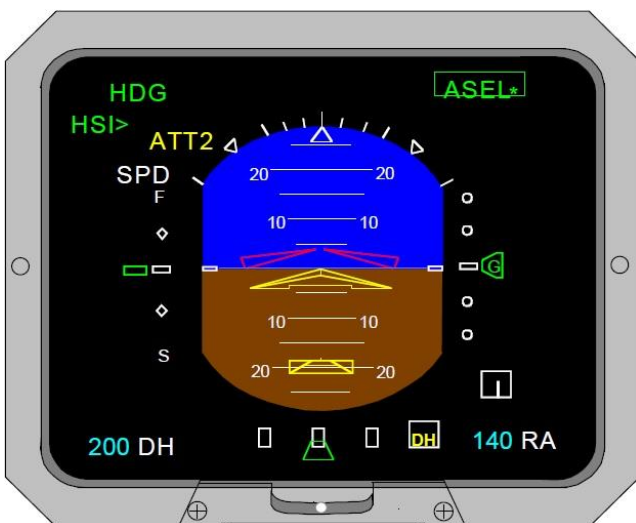 HDG
ASEL*
HSI>
ATT2
SPD
F
20 20
10 10
G
10 10
S
20 20
DH
200 DH
140 RA